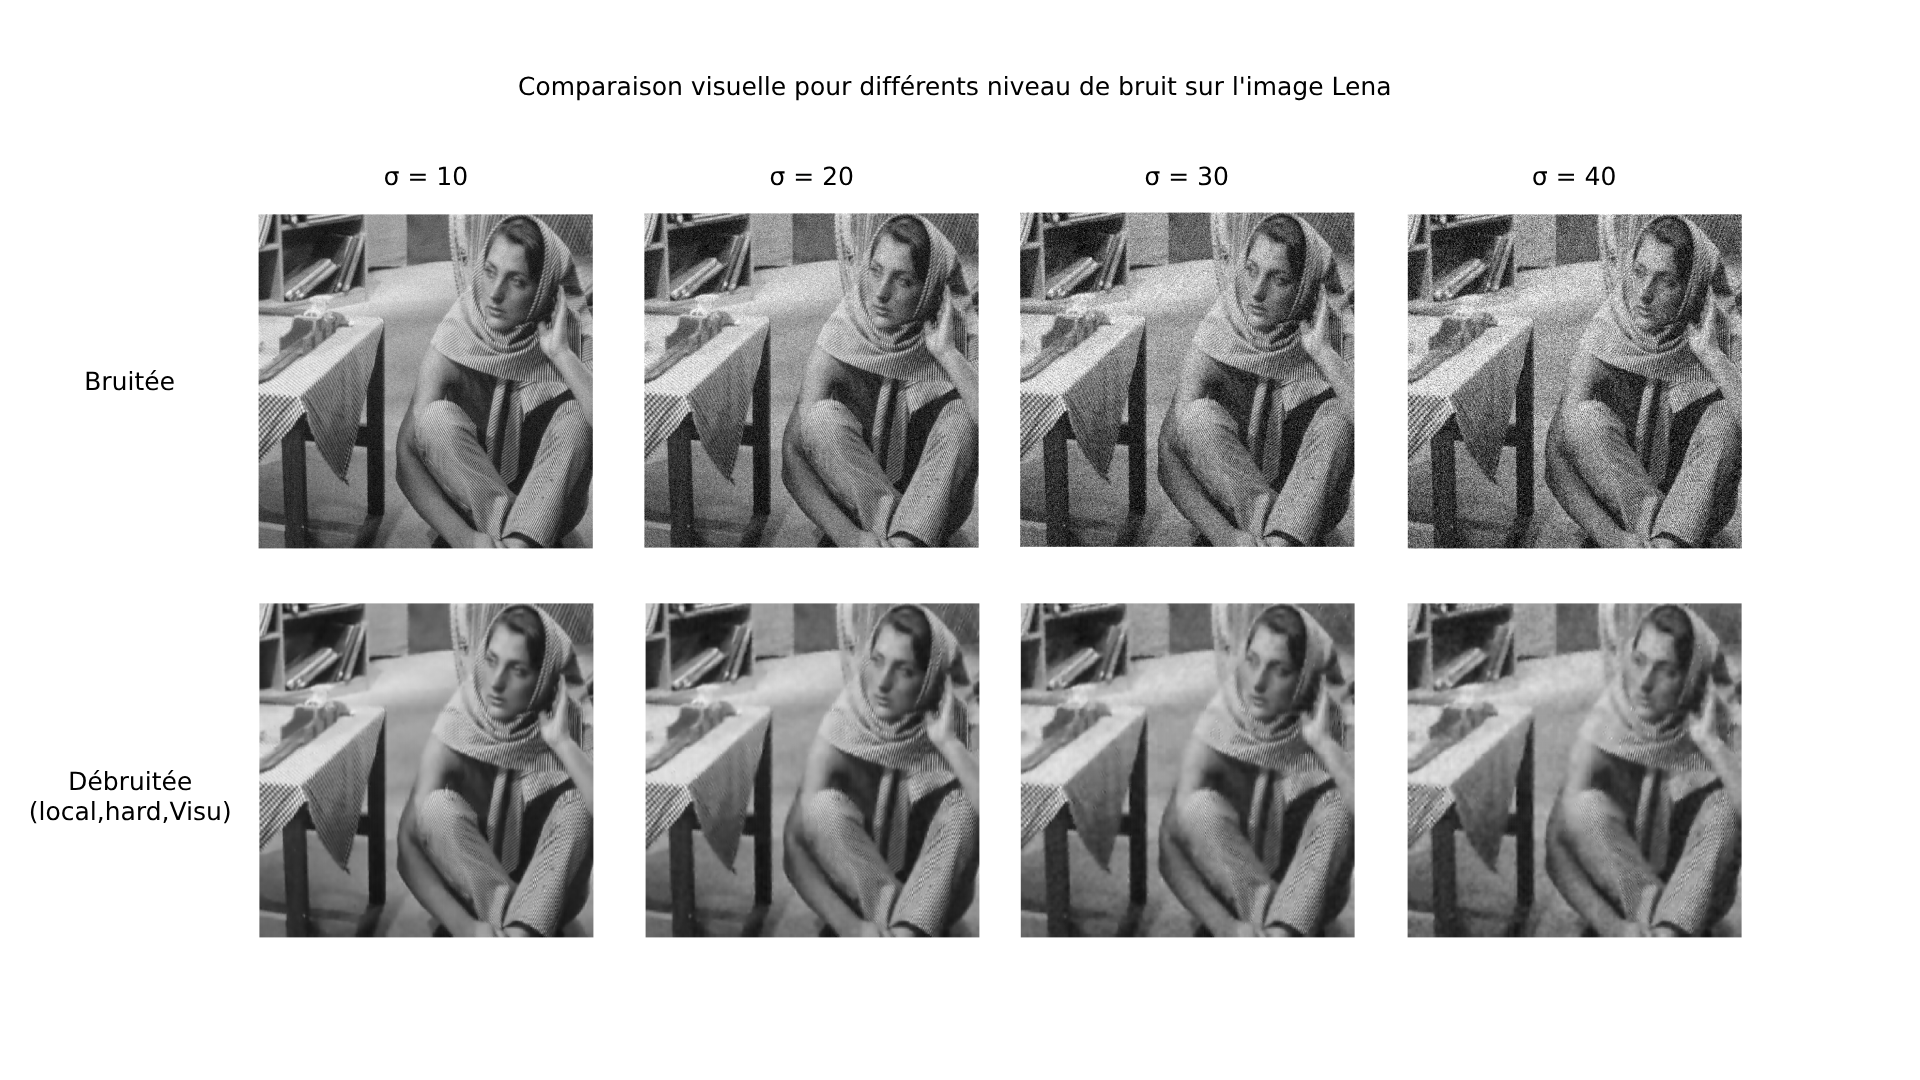 Comparaison visuelle pour différents niveau de bruit sur l'image Lena
σ = 10
σ = 20
σ = 30
σ = 40
Bruitée
Débruitée
(local,hard,Visu)